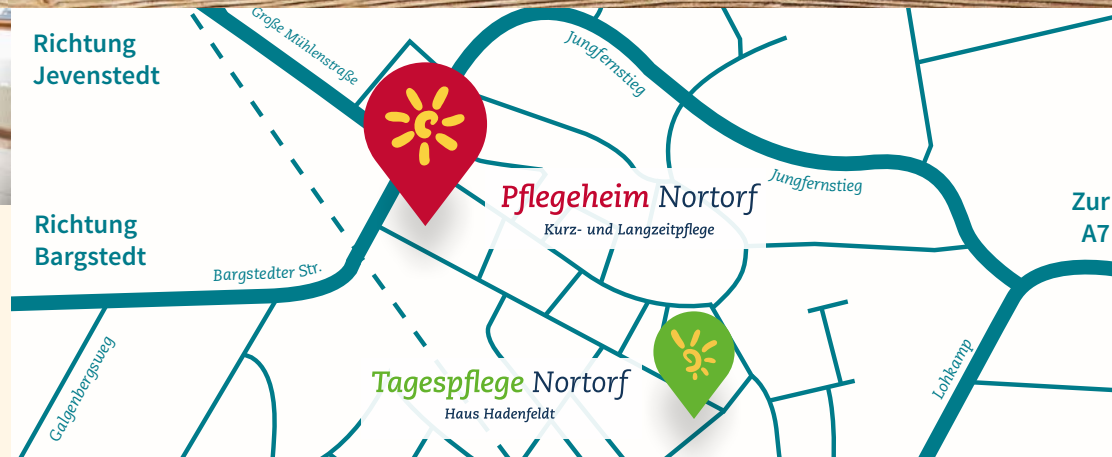 Richtung
Jevenstedt
Große Mühlenstraße
Jungfernstieg
Jungfernstieg
Pflegeheim Nortorf
Kurz- und Langzeitpflege
Zur
A7
Richtung
Bargstedt
Bargstedter Str.
Galgenbergsweg
Tagespflege Nortorf
Haus Hadenfeldt
Lohkamp